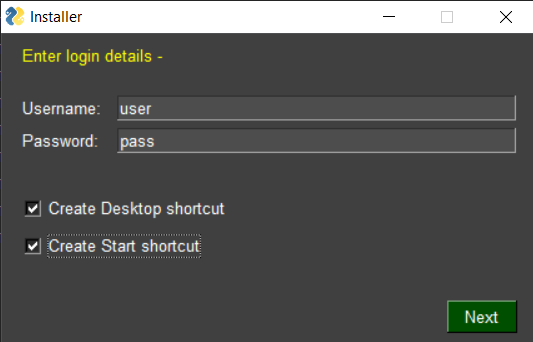 Installer
Enter login details -
Username: user
Password: pass
Create Desktop shortcut
Create Start shortcut
Next